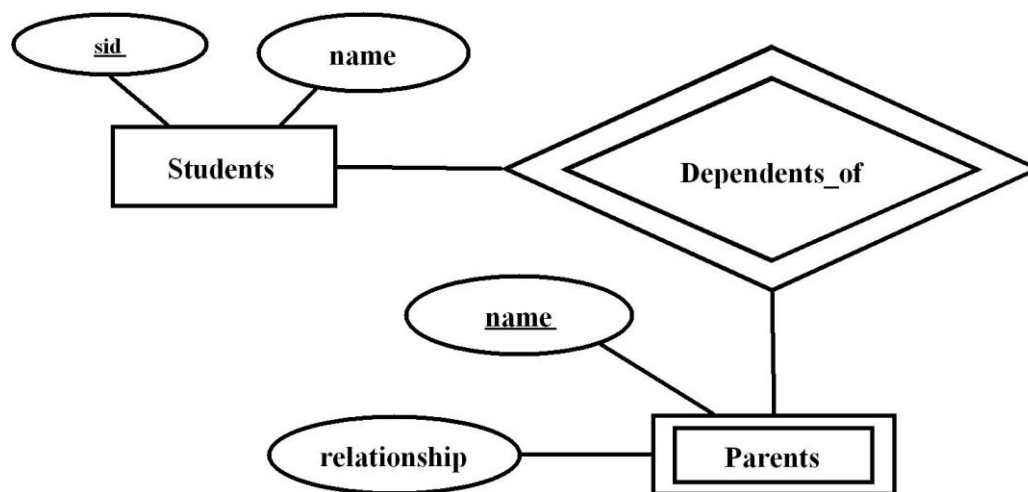 sid
name
Students
Dependents_of
name
relationship
Parents